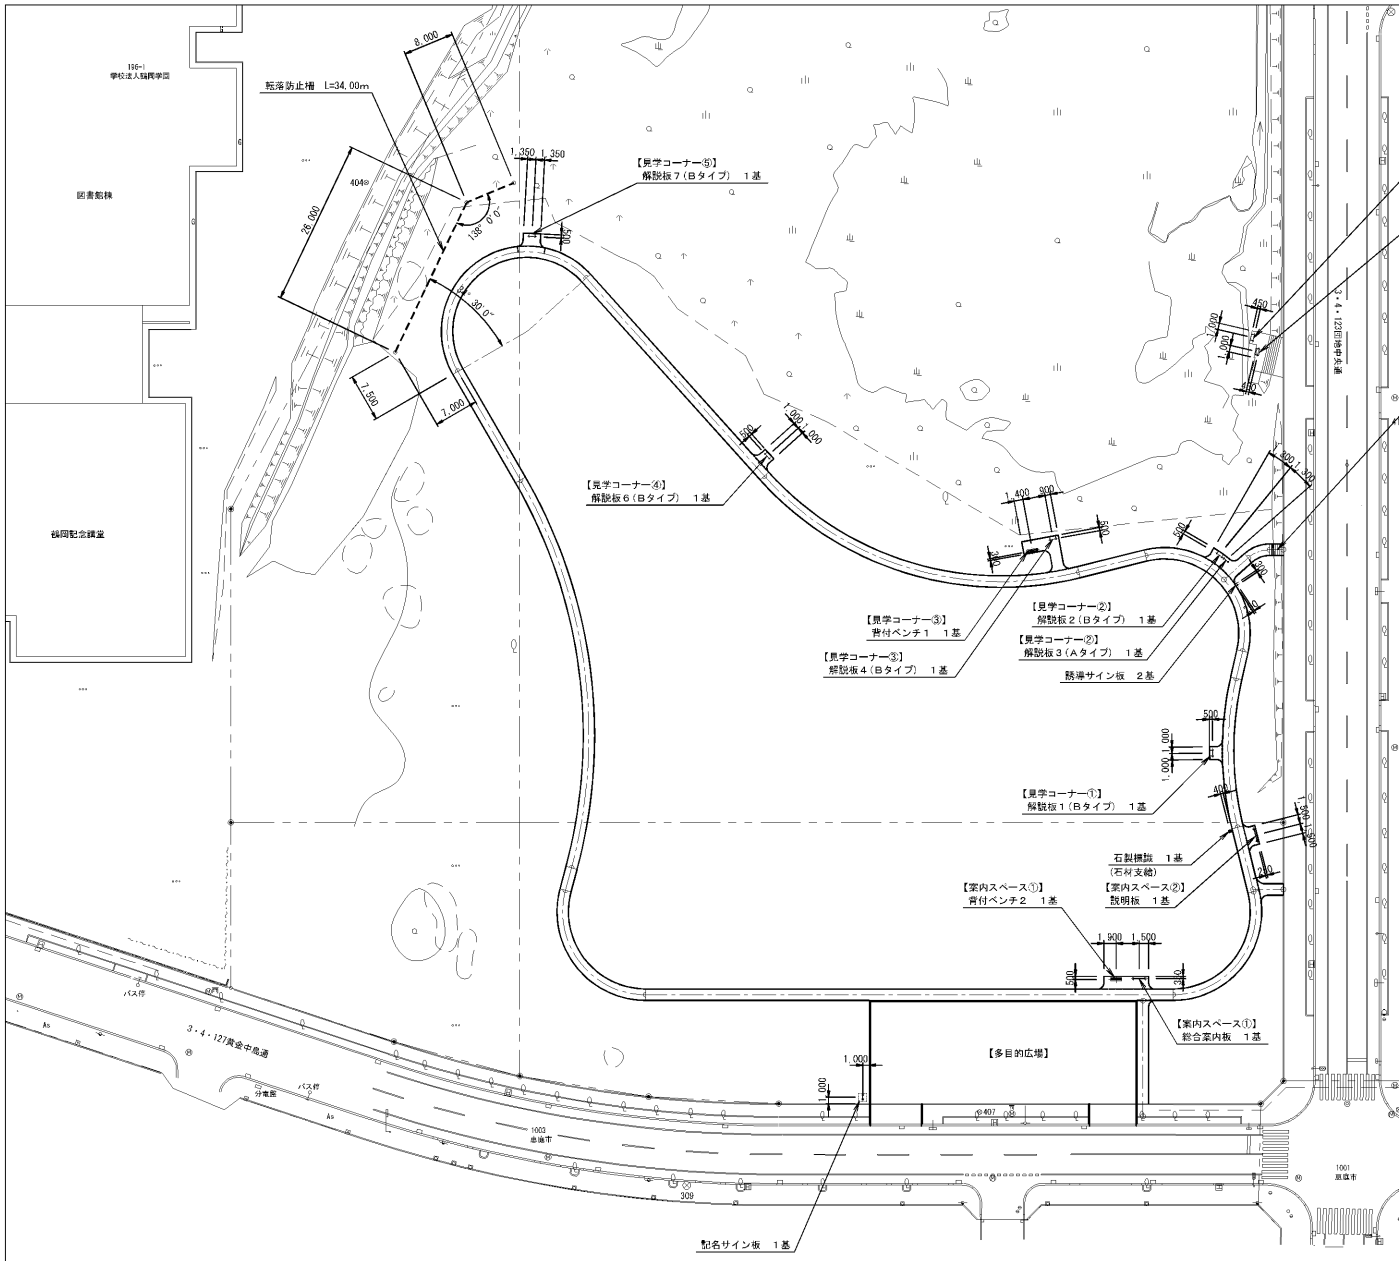 196-1
学校法人鶴岡学園
図書館棟
鶴岡記念講堂
転落防止柵 L=34.00m
8,000
26,000
404
138° 0'0"
30'0"
7,500
7,000
1,350 1,350
500
【見学コーナー⑤】
解説板7(Bタイプ) 1基
【見学コーナー④】
解説板6(Bタイプ) 1基
500
1,000
1,000
1,400
900
500
【見学コーナー③】
背付ベンチ1 1基
【見学コーナー③】
解説板4(Bタイプ) 1基
【見学コーナー②】
解説板2(Bタイプ) 1基
【見学コーナー②】
解説板3(Aタイプ) 1基
誘導サイン板 2基
450
1,000
1,000
3・4・123団地中央通
1,300
500
500
1,000
1,000
【見学コーナー①】
解説板1(Bタイプ) 1基
400
石製標識 1基
(石材支給)
【案内スペース②】
説明板 1基
【案内スペース①】
背付ベンチ2 1基
1,900
1,500
500
【案内スペース①】
総合案内板 1基
【多目的広場】
1,000
1,000
記名サイン板 1基
バス停
3・4・127黄金中島通
As
分電盤
バス停
As
1003
恵庭市
309
407
1001
恵庭市